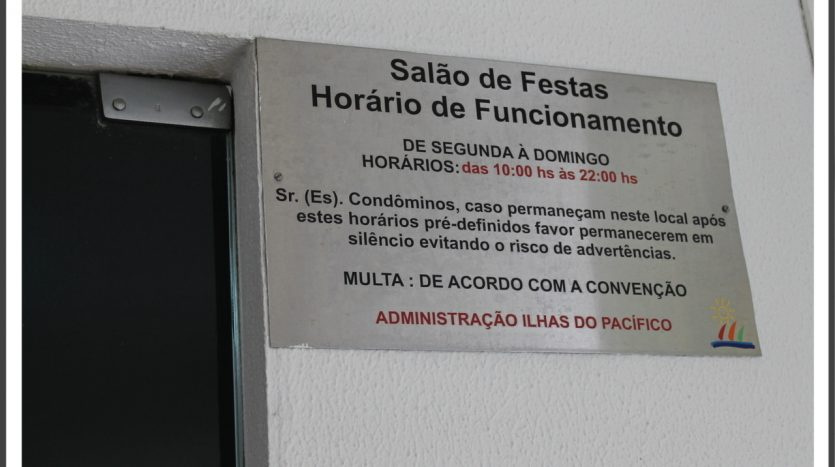 Salão de Festas
Horário de Funcionamento
DE SEGUNDA À DOMINGO
HORÁRIOS: das 10:00 hs às 22:00 hs
Sr. (Es). Condôminos, caso permaneçam neste local após
estes horários pré-definidos favor permanecerem em
silêncio evitando o risco de advertências.
MULTA : DE ACORDO COM A CONVENÇÃO
ADMINISTRAÇÃO ILHAS DO PACÍFICO